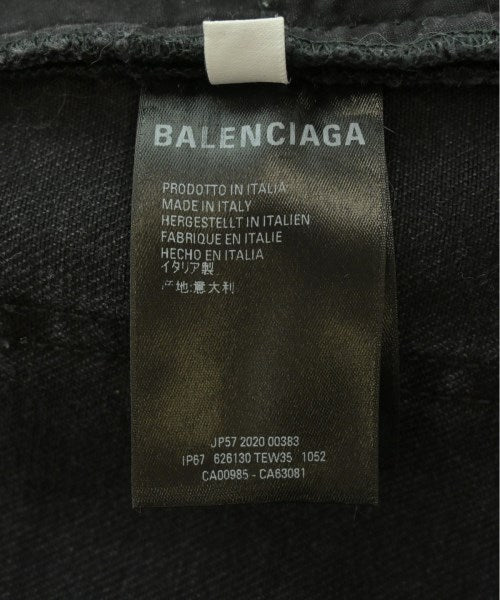 BALENCIAGA
PRODOTTO IN ITALIA
MADE IN ITALY
HERGESTELLT IN ITALIEN
FABRIQUE EN ITALIE
HECHO EN ITALIA
イタリア製
产地:意大利
JP57 2020 00383
IP67 626130 TEW35 1052
CA00985 - CA63081